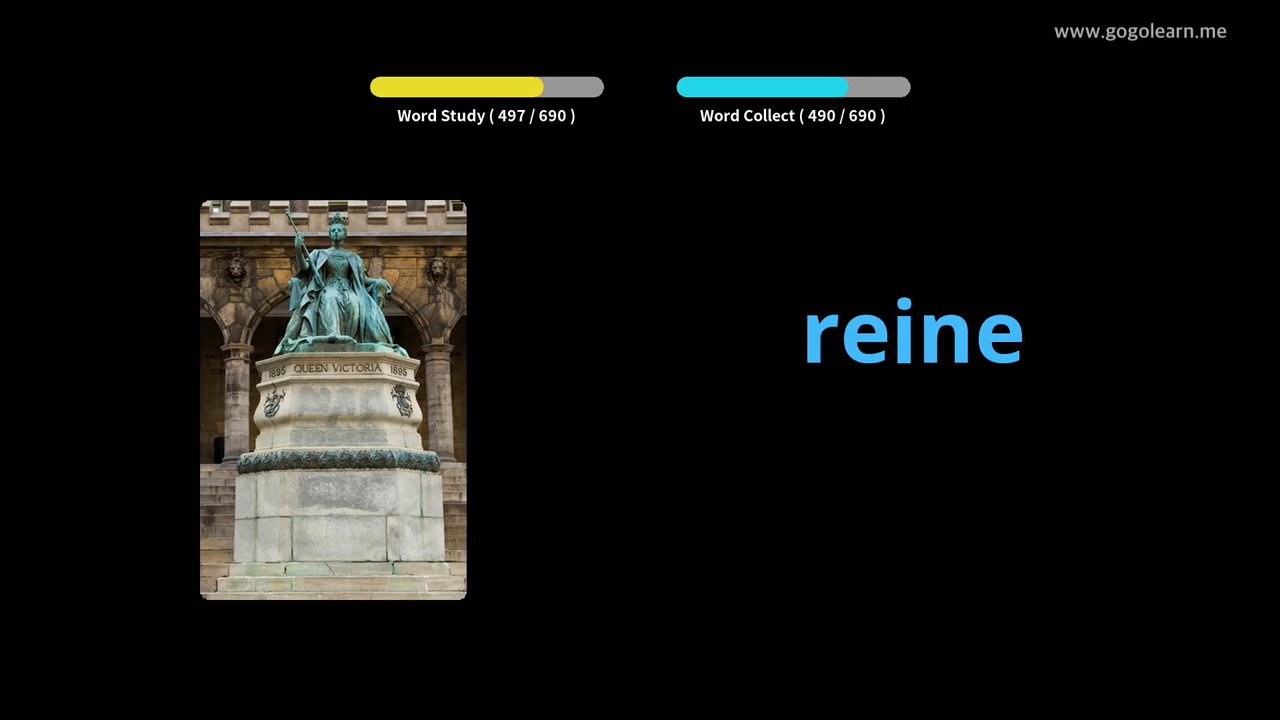 www.gogolearn.me
Word Study ( 497 / 690 )
Word Collect ( 490 / 690 )
reine
1895 QUEEN VICTORIA 1895